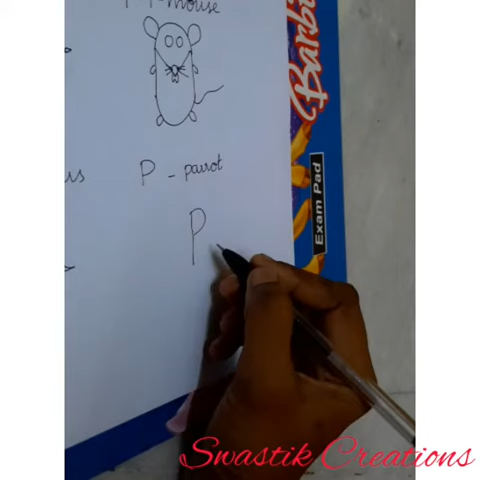 mouse
Barbie
P - parrot
Exam Pad
P
Swastik Creations